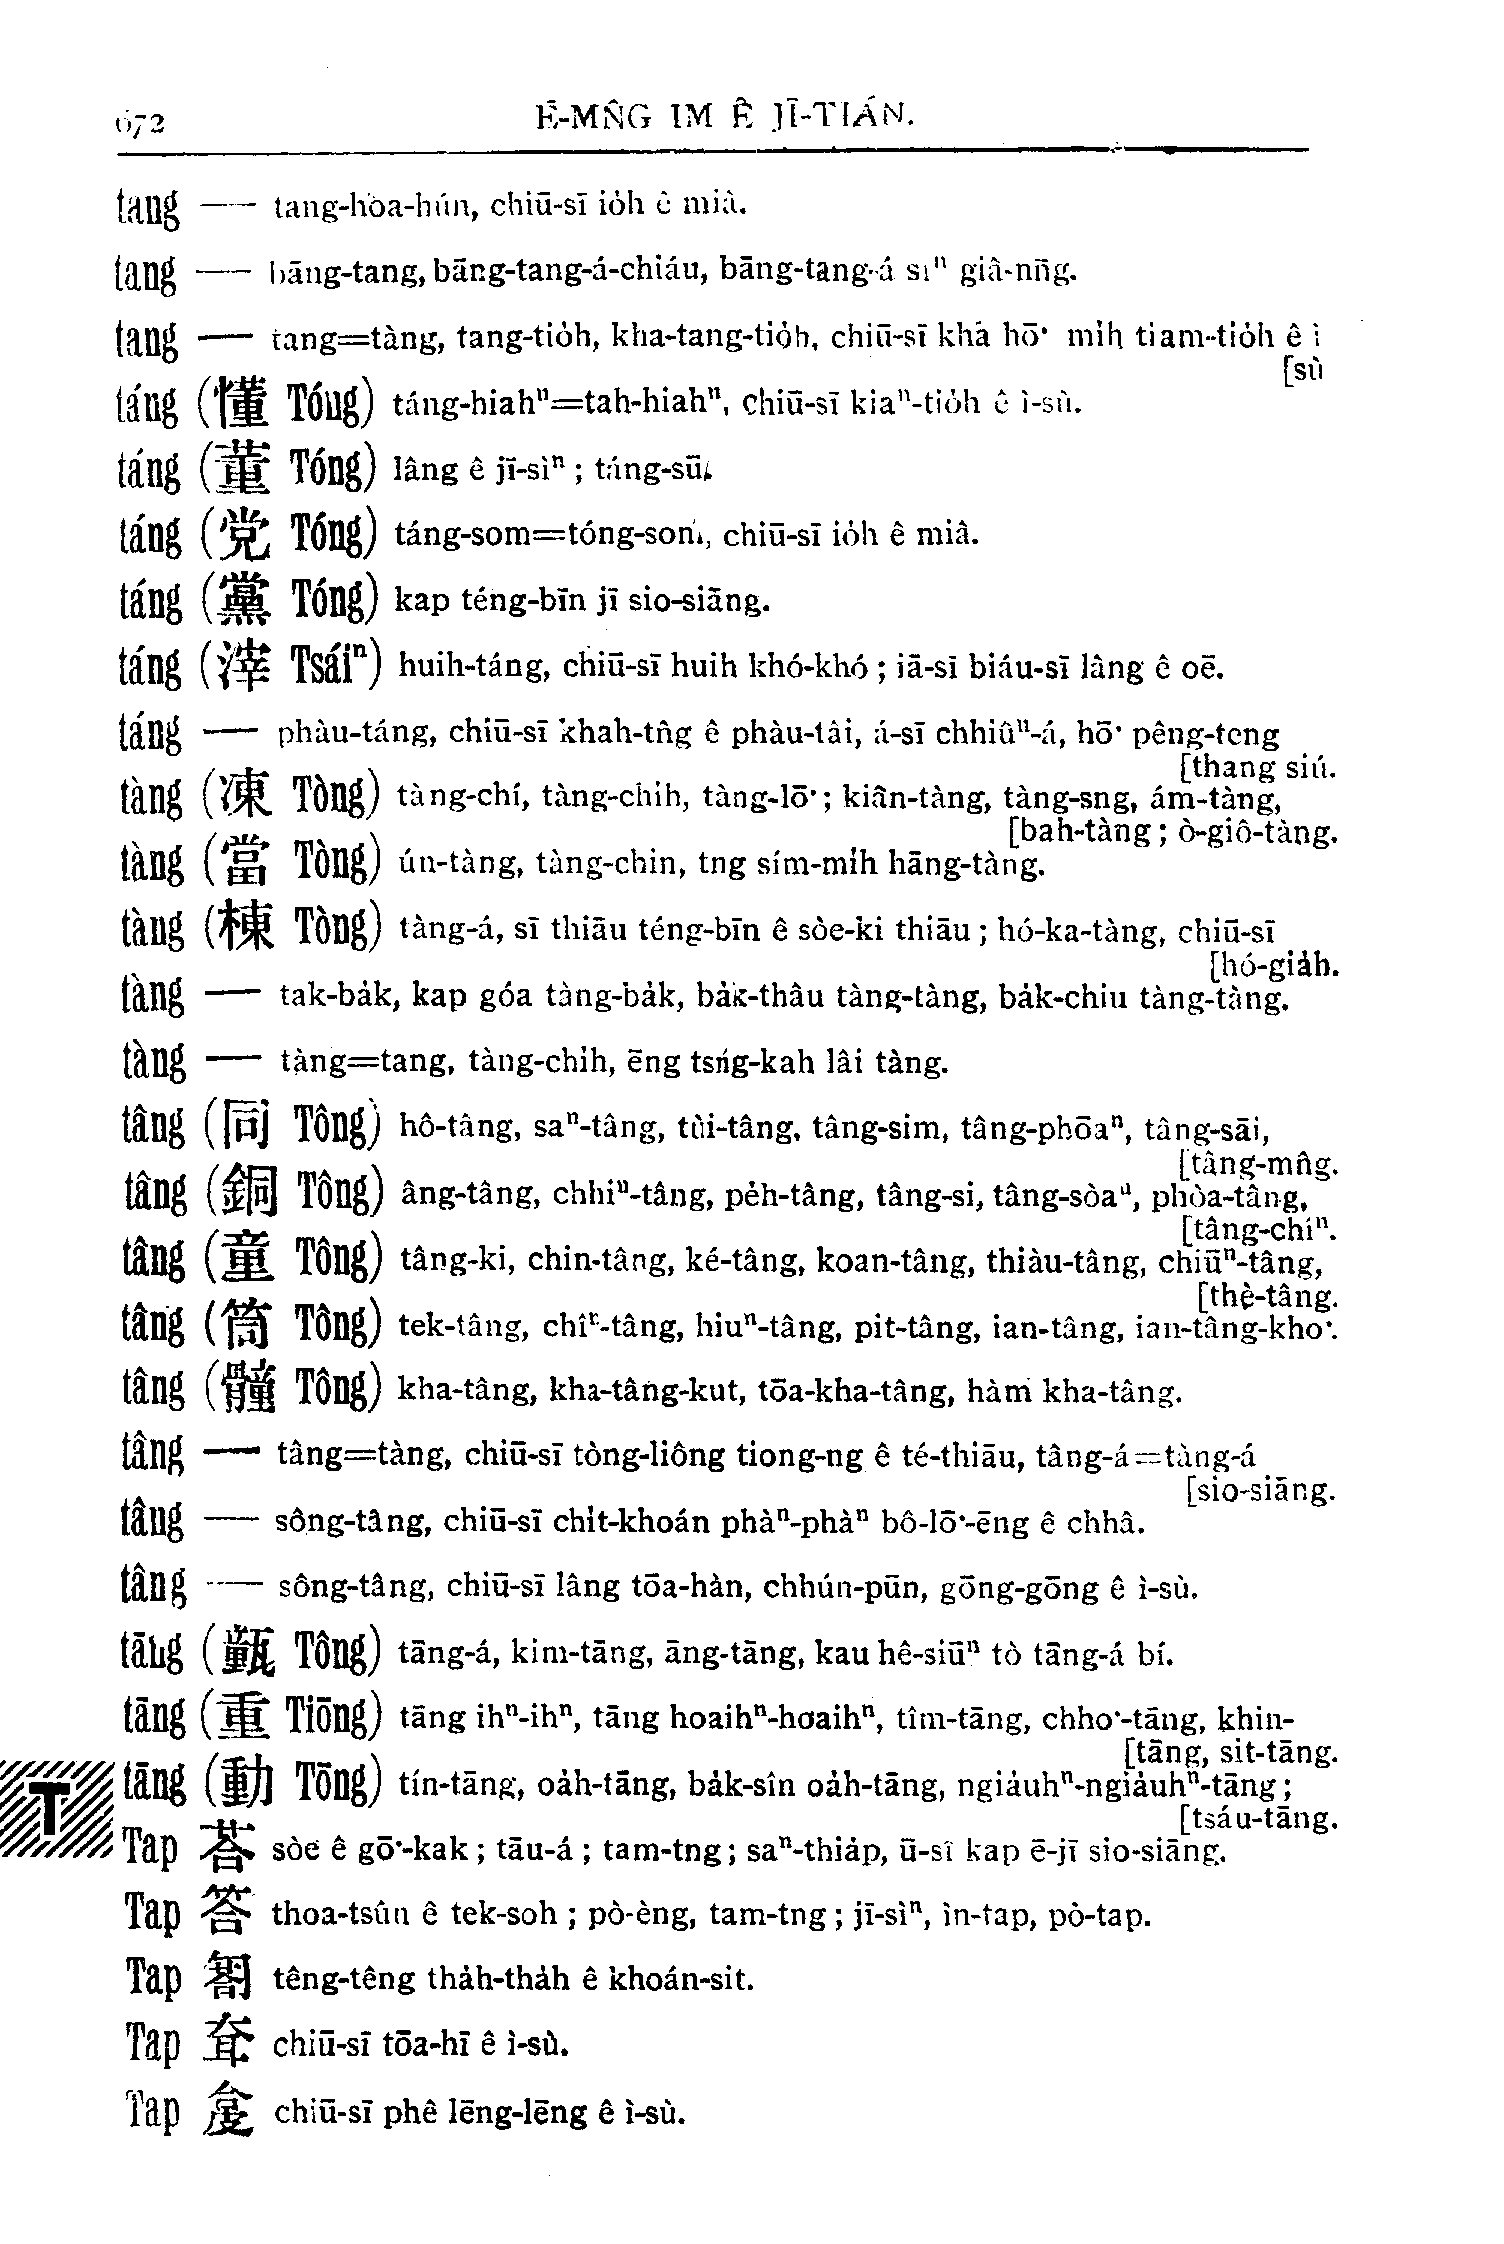 672
Ē-MN̂G IM Ê JĪ-TIÁN.
tang — tang-hôa-hún, chiū-sī io̍h ê miâ.
tang — bāng-tang, bāng-tang-á-chiáu, bāng-tang-á siⁿ giâ-nn̄g.
tang — tang=tàng, tang-tio̍h, kha-tang-tio̍h, chiū-sī khà hō͘ mi̍h tiam-tio̍h ê ì
[sù
táng (懂 Tóng) táng-hiahⁿ=tah-hiahⁿ, chiū-sī kiaⁿ-tio̍h ê ì-sù.
táng (董 Tóng) lâng ê jī-sìⁿ; táng-sū.
táng (党 Tóng) táng-som=tóng-som, chiū-sī io̍h ê miâ.
táng (黨 Tóng) kap téng-bīn jī sio-siāng.
táng (滓 Tsáiⁿ) huih-táng, chiū-sī huih khó-khó; iā-sī biáu-sī lâng ê oē.
táng — phàu-táng, chiū-sī khah-tn̂g ê phàu-tâi, á-sī chhiûⁿ-á, hō͘ pêng-teng
[thang siú.
tàng (凍 Tòng) tàng-chí, tàng-chih, tàng-lō͘; kiân-tàng, tàng-sng, ám-tàng,
[bah-tàng; ò-giô-tàng.
tàng (當 Tòng) ún-tàng, tàng-chin, tng sím-mi̍h hāng-tàng.
tàng (棟 Tòng) tàng-á, sī thiāu téng-bīn ê sòe-ki thiāu; hó-ka-tàng, chiū-sī
[hó-gia̍h.
tàng — tak-ba̍k, kap góa tàng-ba̍k, ba̍k-thâu tàng-tàng, ba̍k-chiu tàng-tàng.
tàng — tàng=tang, tàng-chi̍h, ēng tsńg-kah lâi tàng.
tâng (同 Tông) hô-tâng, saⁿ-tâng, tùi-tâng, tâng-sim, tâng-phōaⁿ, tâng-sāi,
[tâng-mn̂g.
tâng (銅 Tông) âng-tâng, chhiⁿ-tâng, pe̍h-tâng, tâng-si, tâng-sòaⁿ, phòa-tâng,
[tâng-chíⁿ.
tâng (童 Tông) tâng-ki, chin-tâng, ké-tâng, koan-tâng, thiàu-tâng, chiūⁿ-tâng,
[thè-tâng.
tâng (筒 Tông) tek-tâng, chîⁿ-tâng, hiuⁿ-tâng, pit-tâng, ian-tâng, ian-tâng-kho͘.
tâng (𩪘 Tông) kha-tâng, kha-tâng-kut, tōa-kha-tâng, hàm kha-tâng.
tâng — tâng=tàng, chiū-sī tòng-liông tiong-ng ê té-thiāu, tâng-á=tàng-á
[sio-siāng.
tâng — sông-tâng, chiū-sī chi̍t-khoán phàⁿ-phàⁿ bô-lō͘-ēng ê chhâ.
tâng — sông-tâng, chiū-sī lâng tōa-hàn, chhún-pūn, gōng-gōng ê ì-sù.
tāng (㼿 Tông) tāng-á, kim-tāng, āng-tāng, kau hê-siūⁿ tò tāng-á bí.
tāng (重 Tiōng) tāng ihⁿ-ihⁿ, tāng hoaihⁿ-hoaihⁿ, tîm-tāng, chho͘-tāng, khin-
[tāng, sit-tāng.
tāng (動 Tōng) tín-tāng, oa̍h-tāng, ba̍k-sîn oa̍h-tāng, ngia̍uhⁿ-ngia̍uhⁿ-tāng;
[tsáu-tāng.
T
Tap 荅 sòe ê gō͘-kak; tāu-á; tam-tng; saⁿ-thia̍p, ū-sî kap ē-jī sio-siāng.
Tap 答 thoa-tsûn ê tek-soh; pò-èng, tam-tng; jī-sìⁿ, ìn-tap, pò-tap.
Tap 劄 têng-têng tha̍h-tha̍h ê khoán-sit.
Tap 耷 chiū-sī tōa-hī ê ì-sù.
Tap chiū-sī phê lēng-lēng ê ì-sù.